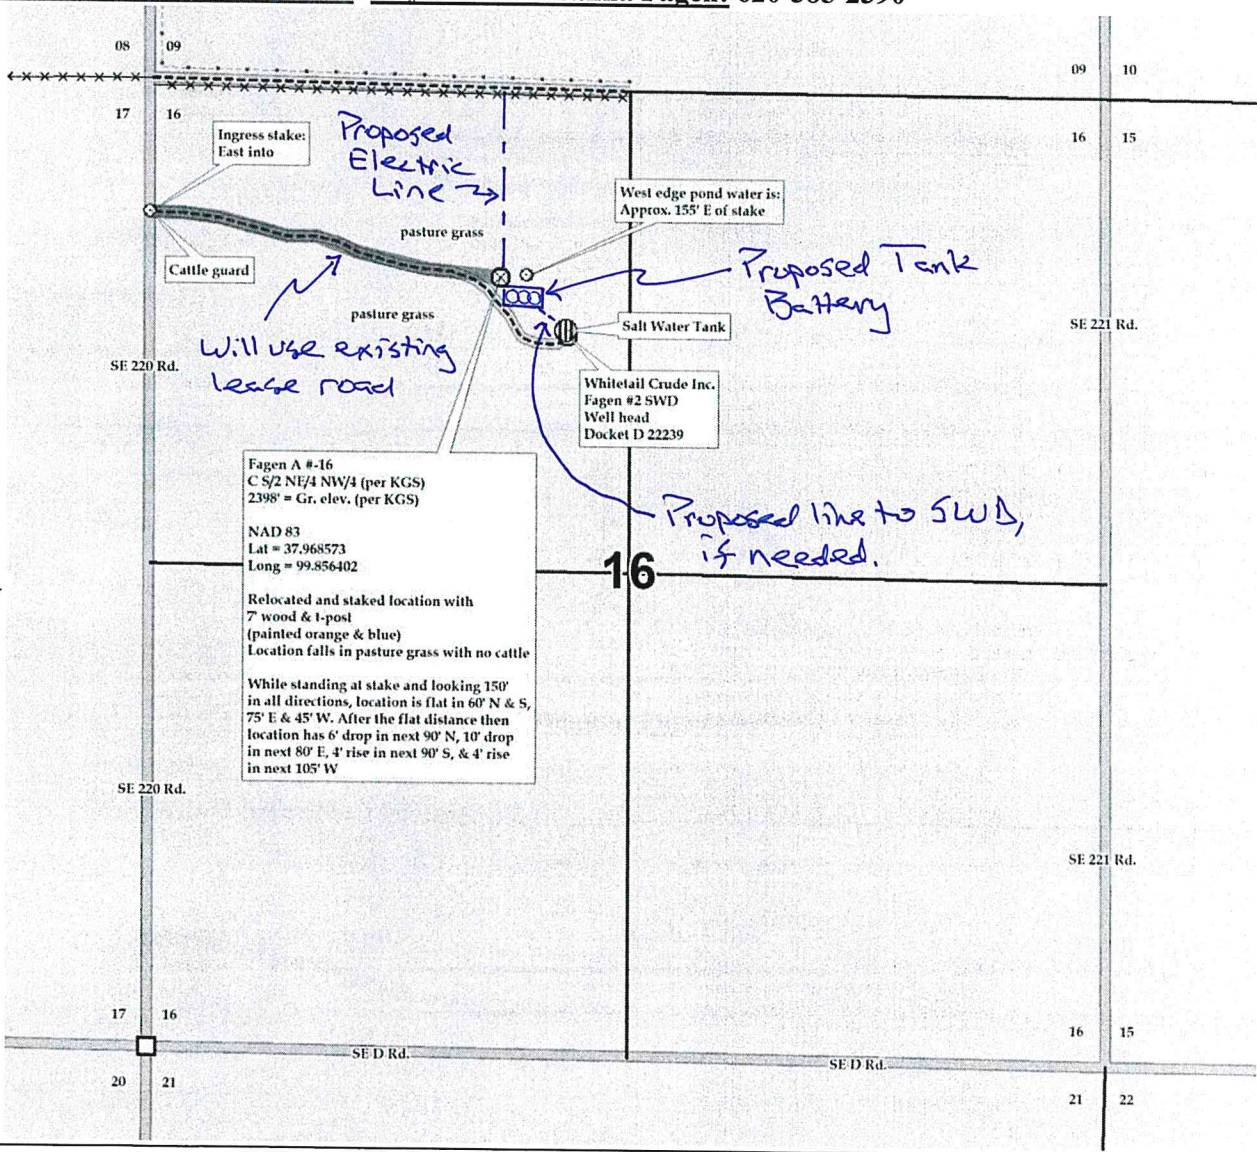 620-385-2390
08 09
09 10
17 16
16 15
Ingress stake:
East into
Proposed
Electric
Line
West edge pond water is:
Approx. 155' E of stake
pasture grass
Cattle guard
Proposed Tank
Battery
pasture grass
Salt Water Tank
SE 221 Rd.
Will use existing
lease road
SE 220 Rd.
Whitetail Crude Inc.
Fagen #2 SWD
Well head
Docket D 22239
Fagen A #-16
C S/2 NE/4 NW/4 (per KGS)
2398' = Gr. elev. (per KGS)
NAD 83
Lat = 37.968573
Long = 99.856402
Relocated and staked location with
7' wood & t-post
(painted orange & blue)
Location falls in pasture grass with no cattle
While standing at stake and looking 150'
in all directions, location is flat in 60' N & S,
75' E & 45' W. After the flat distance then
location has 6' drop in next 90' N, 10' drop
in next 80' E, 4' rise in next 90' S, & 4' rise
in next 105' W
Proposed line to SWD,
if needed.
16
SE 220 Rd.
SE 221 Rd.
17 16
16 15
SE D Rd.
SE D Rd.
20 21
21 22